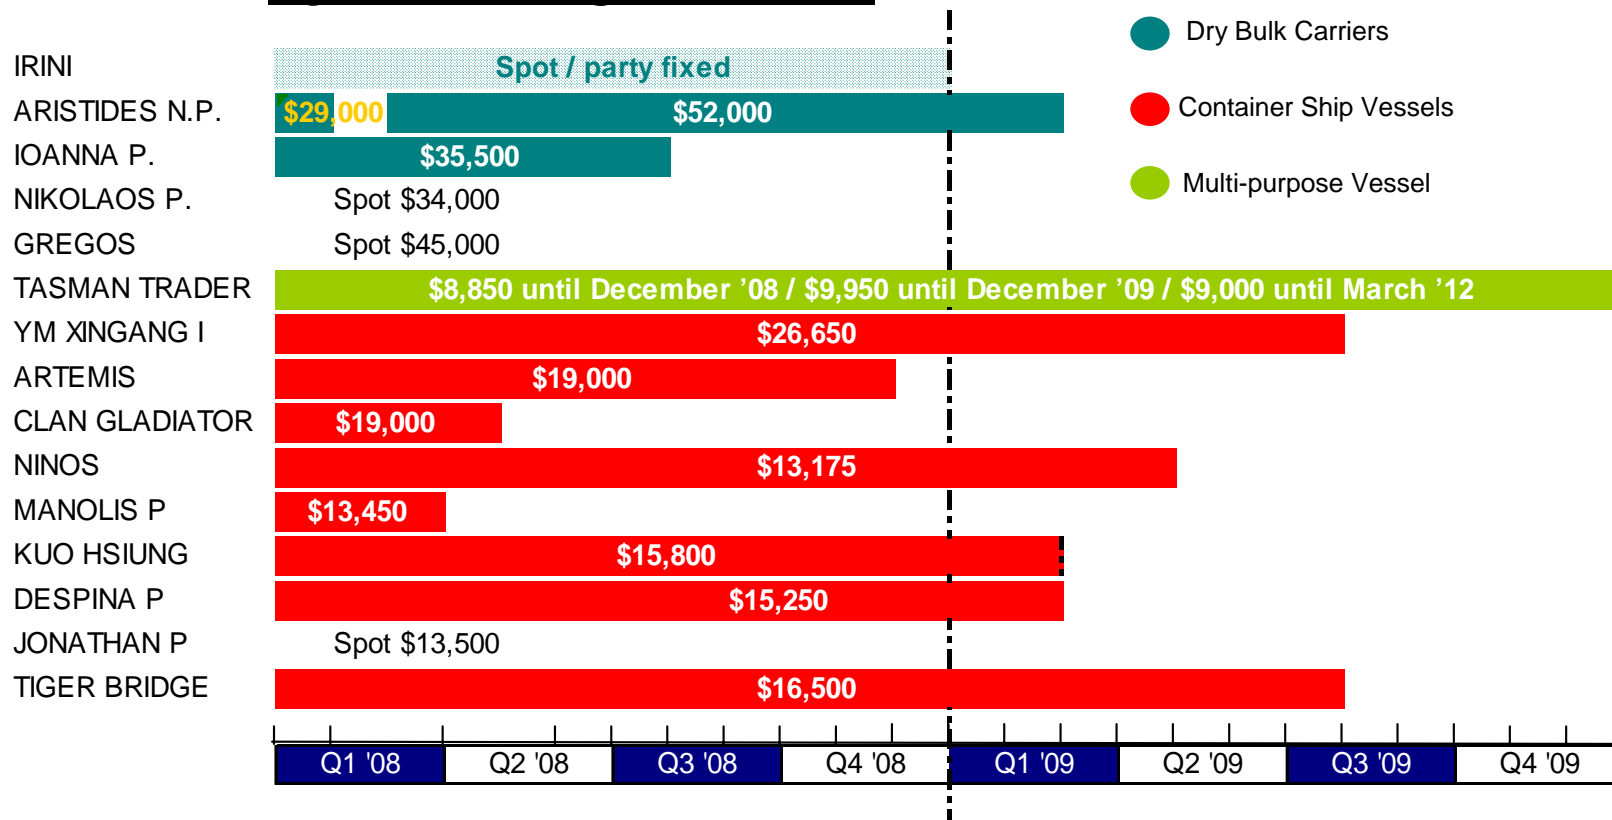 Dry Bulk Carriers
Container Ship Vessels
Multi-purpose Vessel
IRINI Spot / party fixed
ARISTIDES N.P. $29,000 $52,000
IOANNA P. $35,500
NIKOLAOS P. Spot $34,000
GREGOS Spot $45,000
TASMAN TRADER $8,850 until December ’08 / $9,950 until December ’09 / $9,000 until March ’12
YM XINGANG I $26,650
ARTEMIS $19,000
CLAN GLADIATOR $19,000
NINOS $13,175
MANOLIS P $13,450
KUO HSIUNG $15,800
DESPINA P $15,250
JONATHAN P Spot $13,500
TIGER BRIDGE $16,500
Q1 '08 Q2 '08 Q3 '08 Q4 '08 Q1 '09 Q2 '09 Q3 '09 Q4 '09